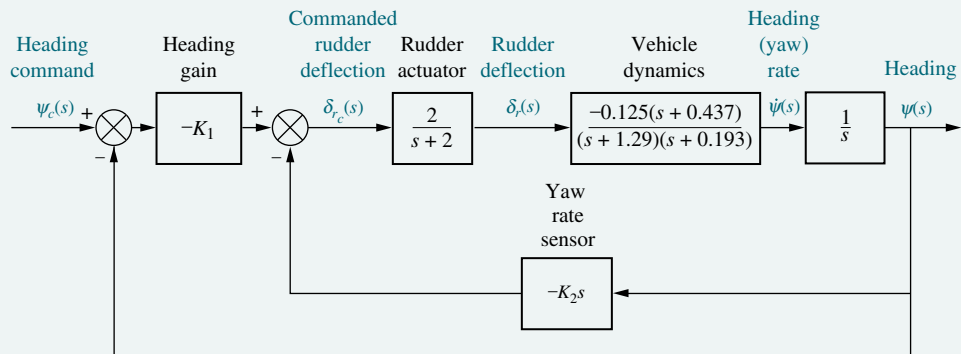 Heading
command
ψc(s)
+
−
Heading
gain
−K1
+
−
Commanded
rudder
deflection
δrc(s)
Rudder
actuator
2
s + 2
Rudder
deflection
δr(s)
Vehicle
dynamics
−0.125(s + 0.437)
(s + 1.29)(s + 0.193)
Heading
(yaw)
rate
ψ̇(s)
1
s
Heading
ψ(s)
Yaw
rate
sensor
−K2s